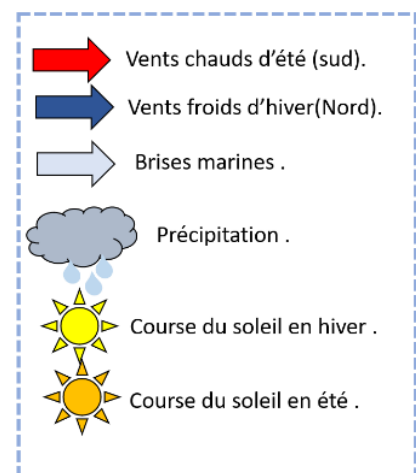 Vents chauds d'été (sud).
Vents froids d'hiver(Nord).
Brises marines .
Précipitation .
Course du soleil en hiver .
Course du soleil en été .